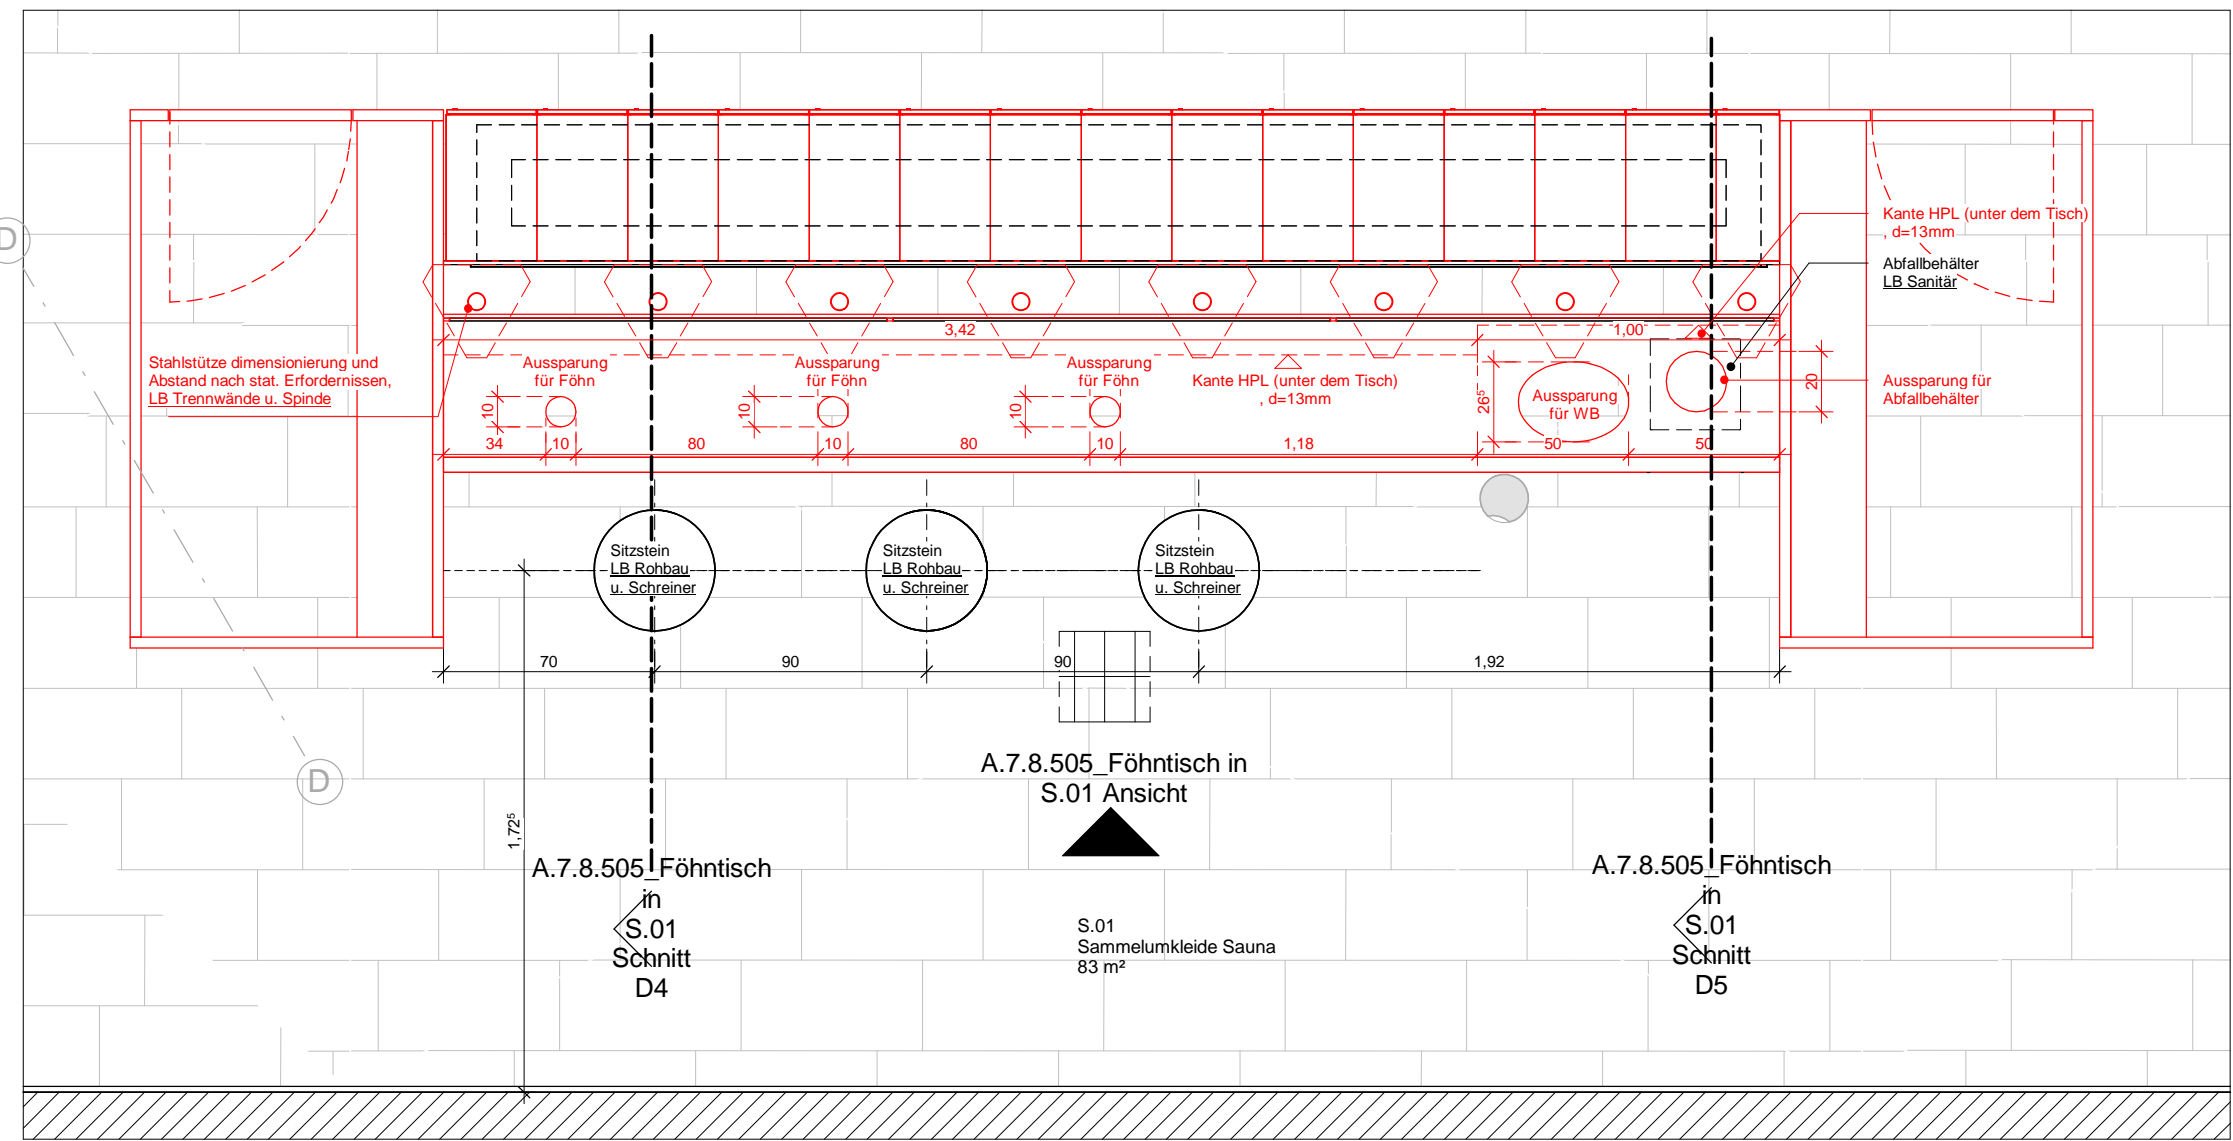 D
Kante HPL (unter dem Tisch)
, d=13mm
Abfallbehälter
LB Sanitär
3,42
1,00
Stahlstütze dimensionierung und
Abstand nach stat. Erfordernissen,
LB Trennwände u. Spinde
Aussparung
für Föhn
Aussparung
für Föhn
Aussparung
für Föhn
Kante HPL (unter dem Tisch)
, d=13mm
Aussparung
für WB
Aussparung für
Abfallbehälter
10
10
10
26⁵
20
34
10
80
10
80
10
1,18
50
50
Sitzstein
LB Rohbau
u. Schreiner
Sitzstein
LB Rohbau
u. Schreiner
Sitzstein
LB Rohbau
u. Schreiner
70
90
90
1,92
D
1,72⁵
A.7.8.505_Föhntisch in
S.01 Ansicht
A.7.8.505_Föhntisch
in
S.01
Schnitt
D4
S.01
Sammelumkleide Sauna
83 m²
A.7.8.505_Föhntisch
in
S.01
Schnitt
D5